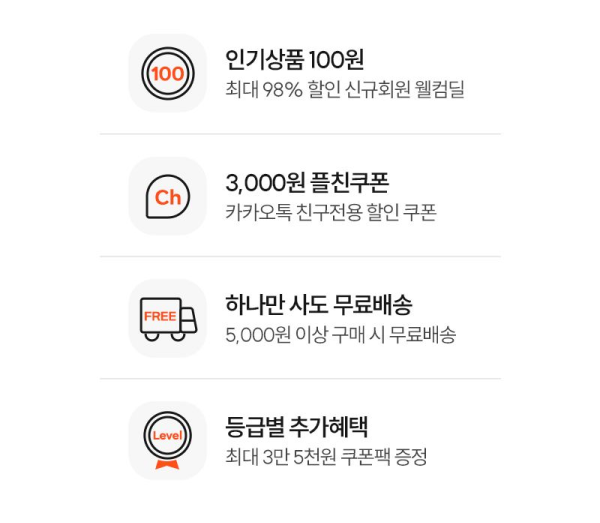 100
인기상품 100원
최대 98% 할인 신규회원 웰컴딜
Ch
3,000원 플친쿠폰
카카오톡 친구전용 할인 쿠폰
FREE
하나만 사도 무료배송
5,000원 이상 구매 시 무료배송
Level
등급별 추가혜택
최대 3만 5천원 쿠폰팩 증정